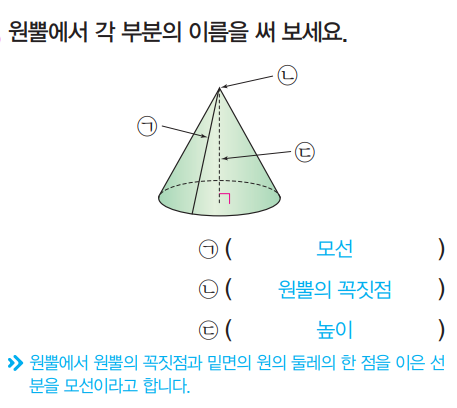 원뿔에서 각 부분의 이름을 써 보세요.
㉡
㉠
㉢
㉠ ( 모선 )
㉡ ( 원뿔의 꼭짓점 )
㉢ ( 높이 )
원뿔에서 원뿔의 꼭짓점과 밑면의 원의 둘레의 한 점을 이은 선
분을 모선이라고 합니다.